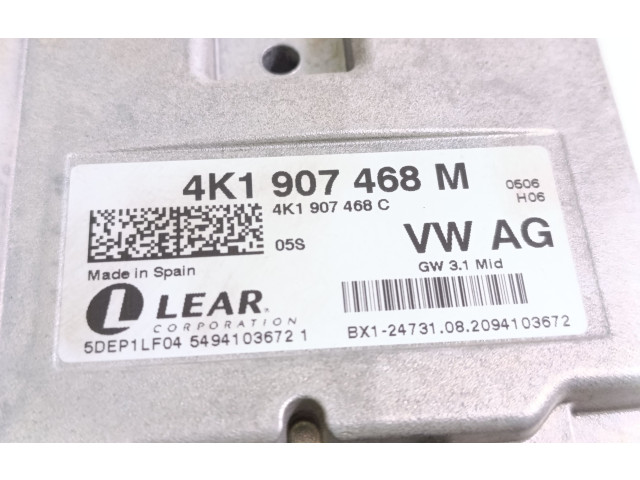 4K1 907 468 M
0506
H06
4K1 907 468 C
05S
VW AG
GW 3.1 Mid
Made in Spain
LEAR.
CORPORATION
5DEP1LF04 5494103672 1
BX1-24731.08.2094103672